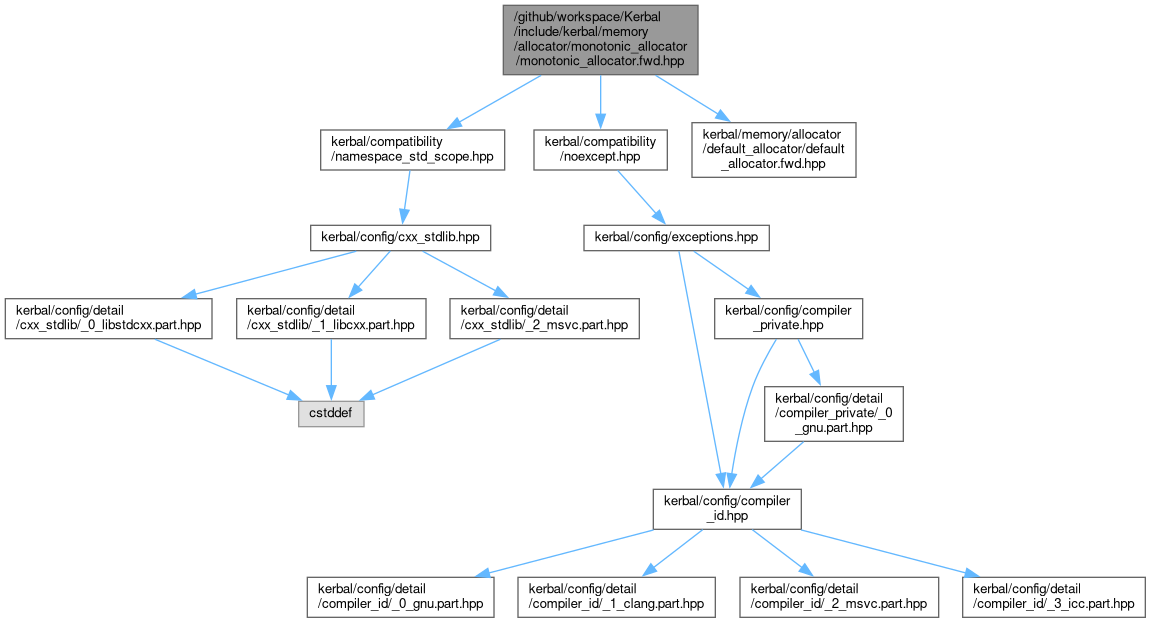 /github/workspace/Kerbal
/include/kerbal/memory
/allocator/monotonic_allocator
/monotonic_allocator.fwd.hpp
kerbal/compatibility
/namespace_std_scope.hpp
kerbal/compatibility
/noexcept.hpp
kerbal/memory/allocator
/default_allocator/default
_allocator.fwd.hpp
kerbal/config/cxx_stdlib.hpp
kerbal/config/exceptions.hpp
kerbal/config/detail
/cxx_stdlib/_0_libstdcxx.part.hpp
kerbal/config/detail
/cxx_stdlib/_1_libcxx.part.hpp
kerbal/config/detail
/cxx_stdlib/_2_msvc.part.hpp
kerbal/config/compiler
_private.hpp
cstddef
kerbal/config/detail
/compiler_private/_0
_gnu.part.hpp
kerbal/config/compiler
_id.hpp
kerbal/config/detail
/compiler_id/_0_gnu.part.hpp
kerbal/config/detail
/compiler_id/_1_clang.part.hpp
kerbal/config/detail
/compiler_id/_2_msvc.part.hpp
kerbal/config/detail
/compiler_id/_3_icc.part.hpp